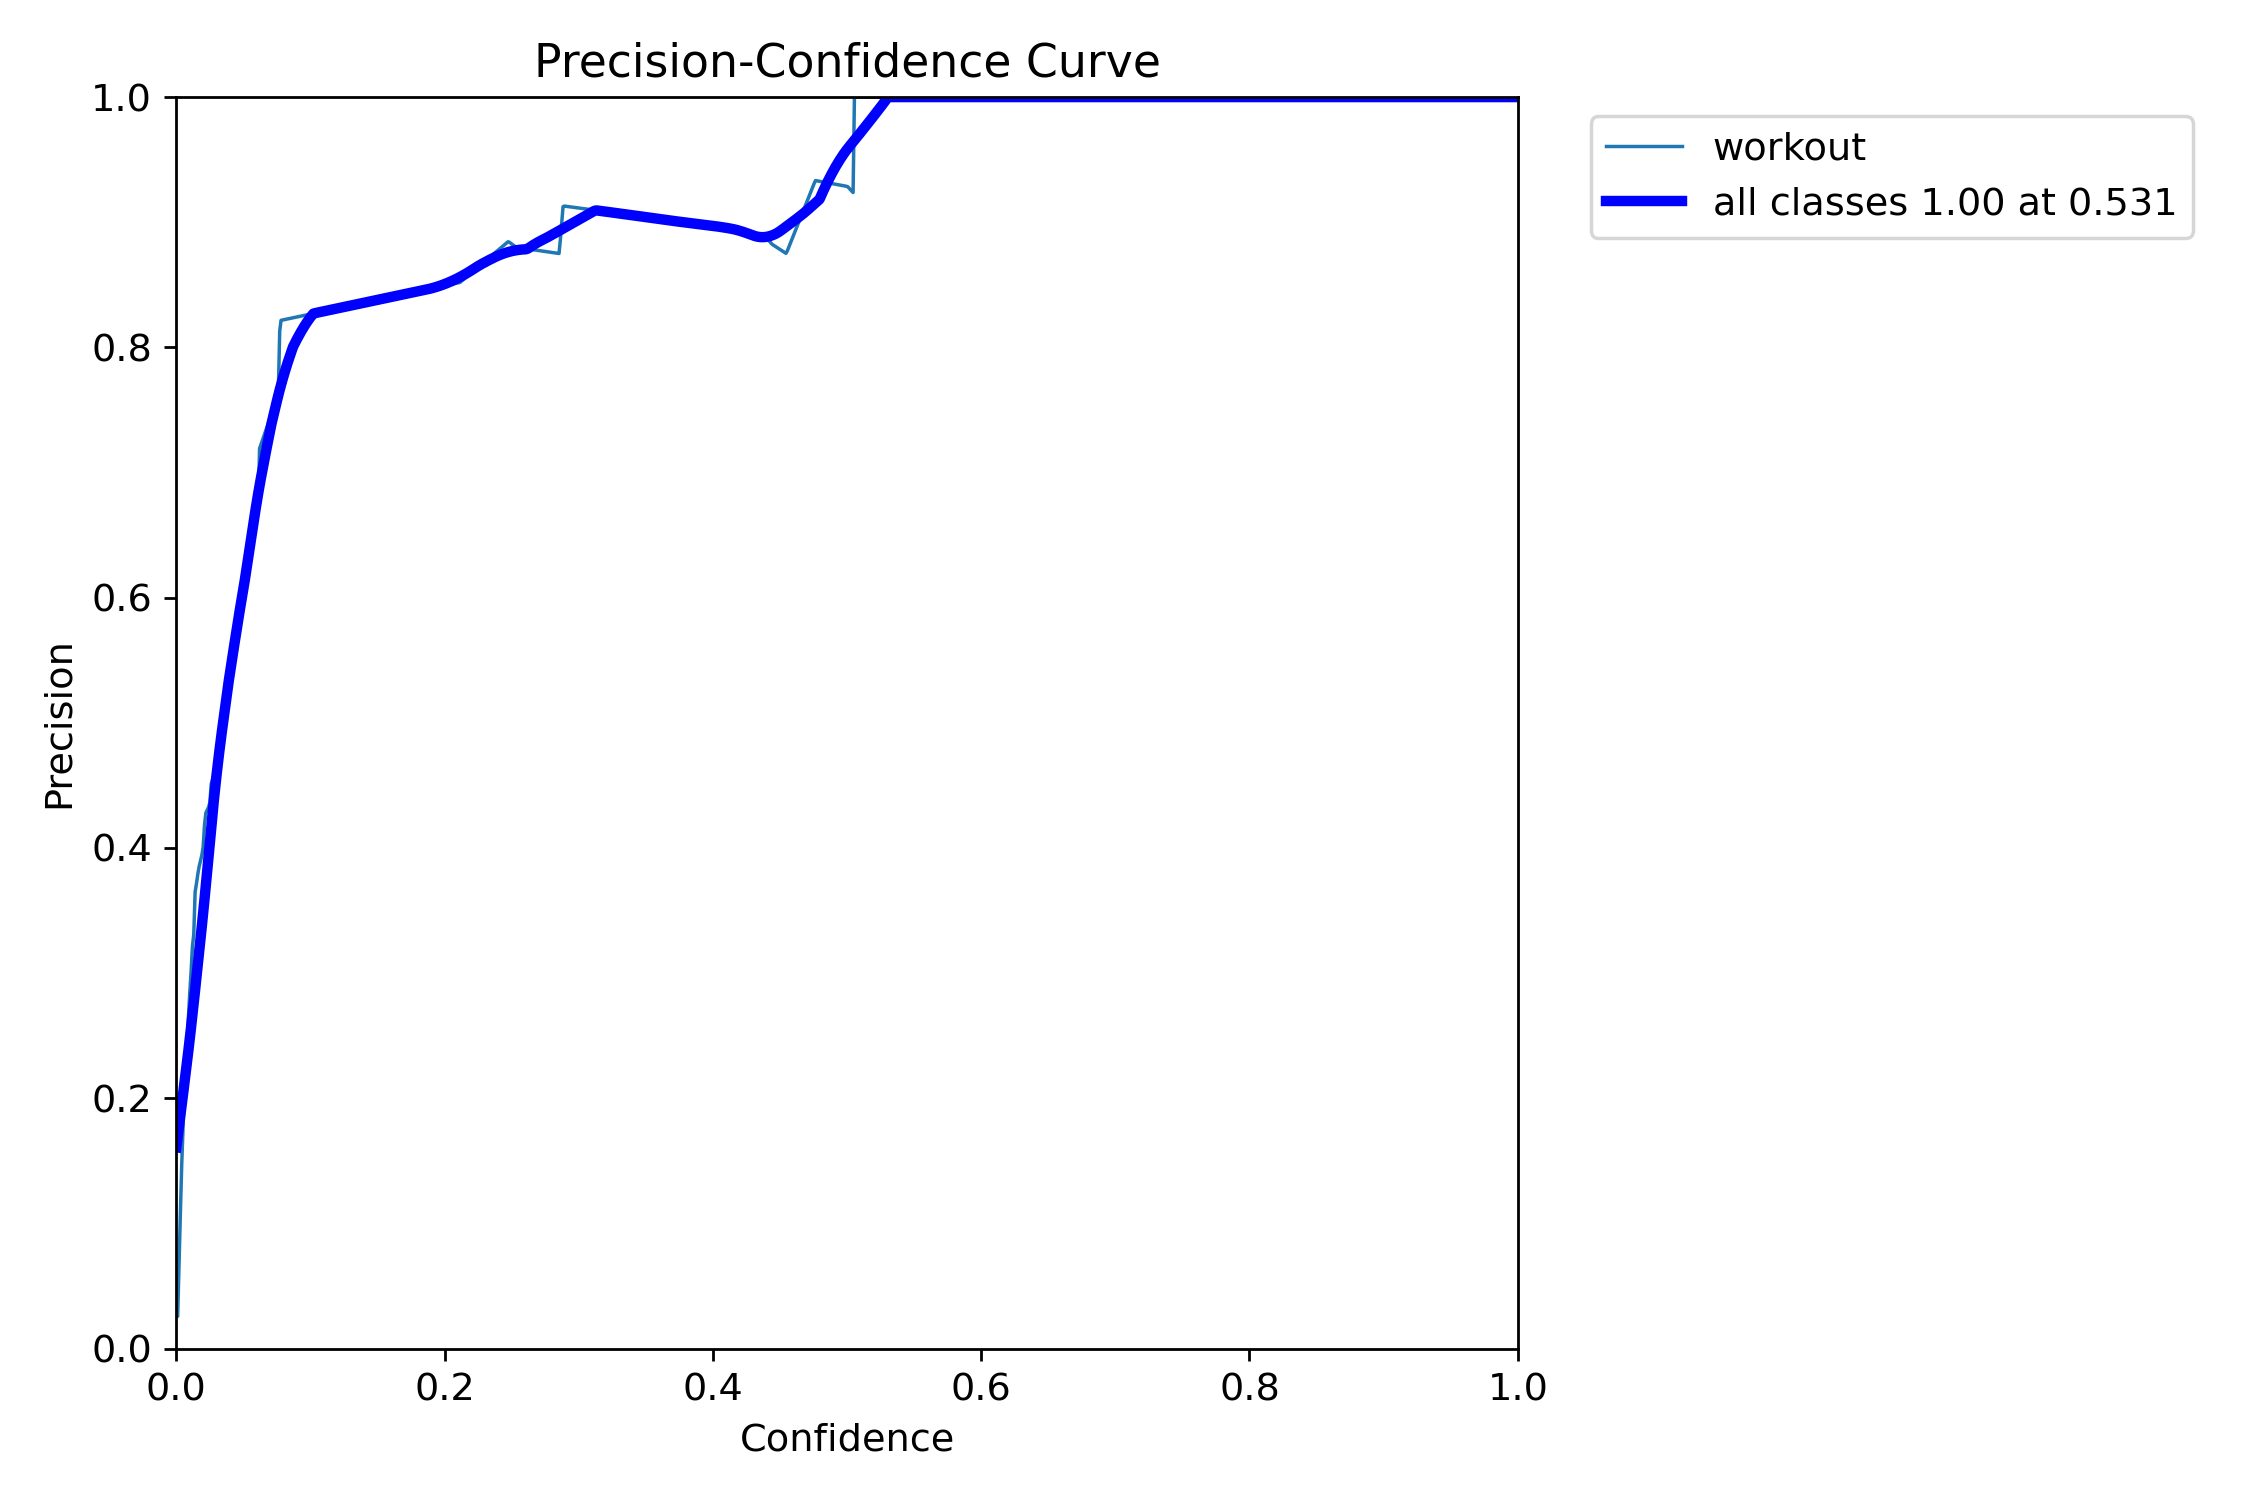 Precision-Confidence Curve
1.0
0.8
0.6
0.4
0.2
0.0
Precision
0.0 0.2 0.4 0.6 0.8 1.0
Confidence
workout
all classes 1.00 at 0.531